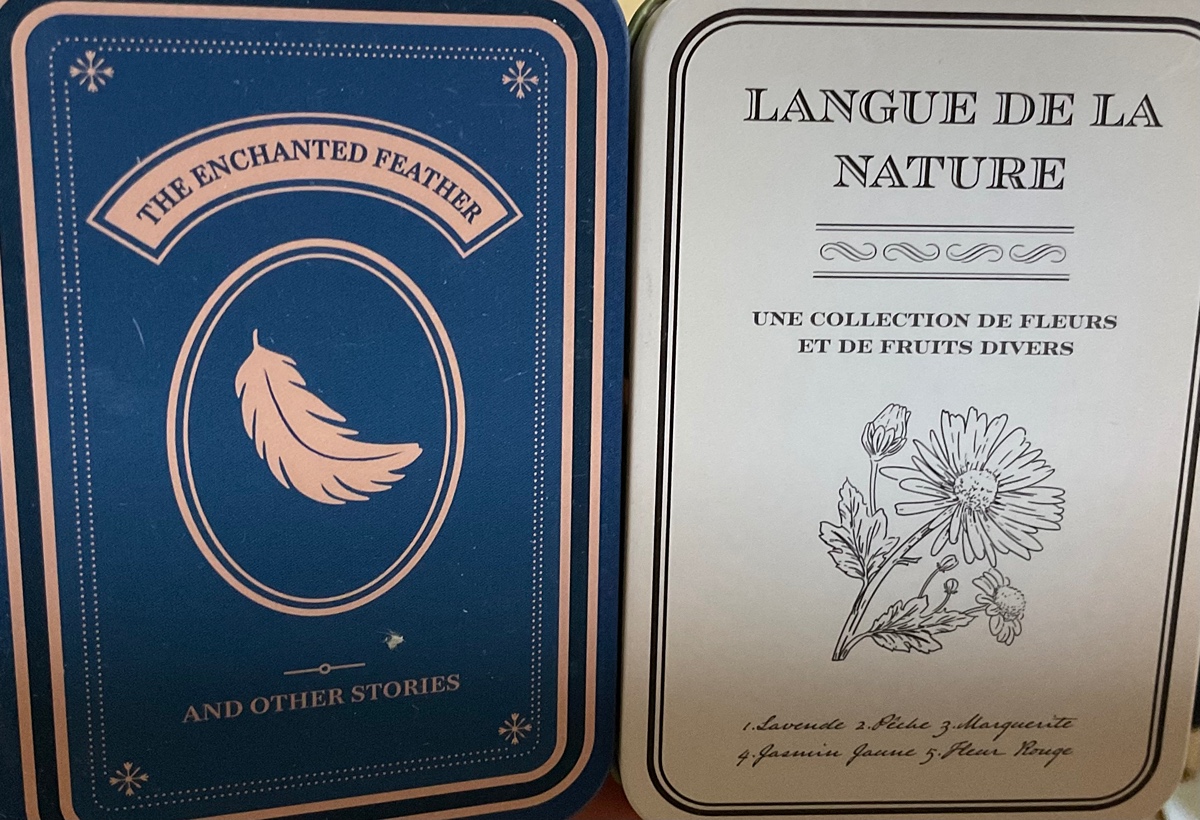 THE ENCHANTED FEATHER
AND OTHER STORIES
LANGUE DE LA
NATURE
UNE COLLECTION DE FLEURS
ET DE FRUITS DIVERS
1.Lavende 2.Pêche 3.Marguerite
4.Jasmin Jaune 5.Fleur Rouge